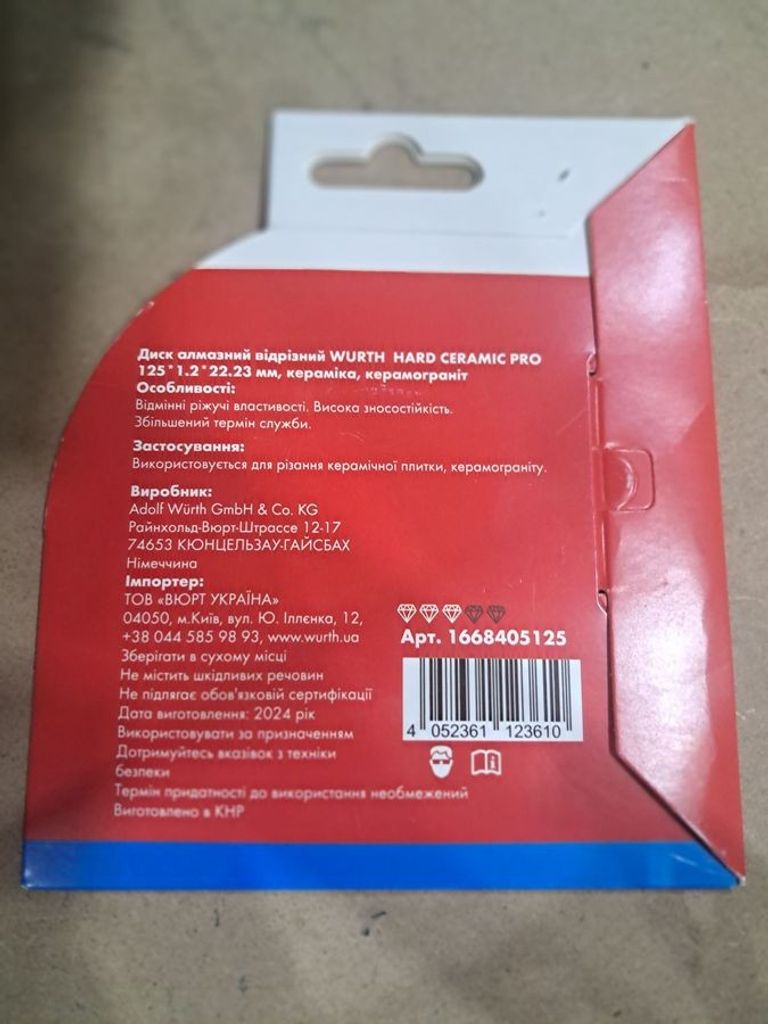 Диск алмазний відрізний WURTH HARD CERAMIC PRO
125*1.2*22.23 мм, кераміка, керамограніт
Особливості:
Відмінні ріжучі властивості. Висока зносостійкість.
Збільшений термін служби.
Застосування:
Використовується для різання керамічної плитки, керамограніту.
Виробник:
Adolf Würth GmbH & Co. KG
Райнхольд-Вюрт-Штрассе 12-17
74653 КЮНЦЕЛЬЗАУ-ГАЙСБАХ
Німеччина
Імпортер:
ТОВ «ВЮРТ УКРАЇНА»
04050, м.Київ, вул. Ю. Іллєнка, 12,
+38 044 585 98 93, www.wurth.ua
Зберігати в сухому місці
Не містить шкідливих речовин
Не підлягає обов'язковій сертифікації
Дата виготовлення: 2024 рік
Використовувати за призначенням
Дотримуйтесь вказівок з техніки
безпеки
Термін придатності до використання необмежений
Виготовлено в КНР
Арт. 1668405125
4 052361 123610